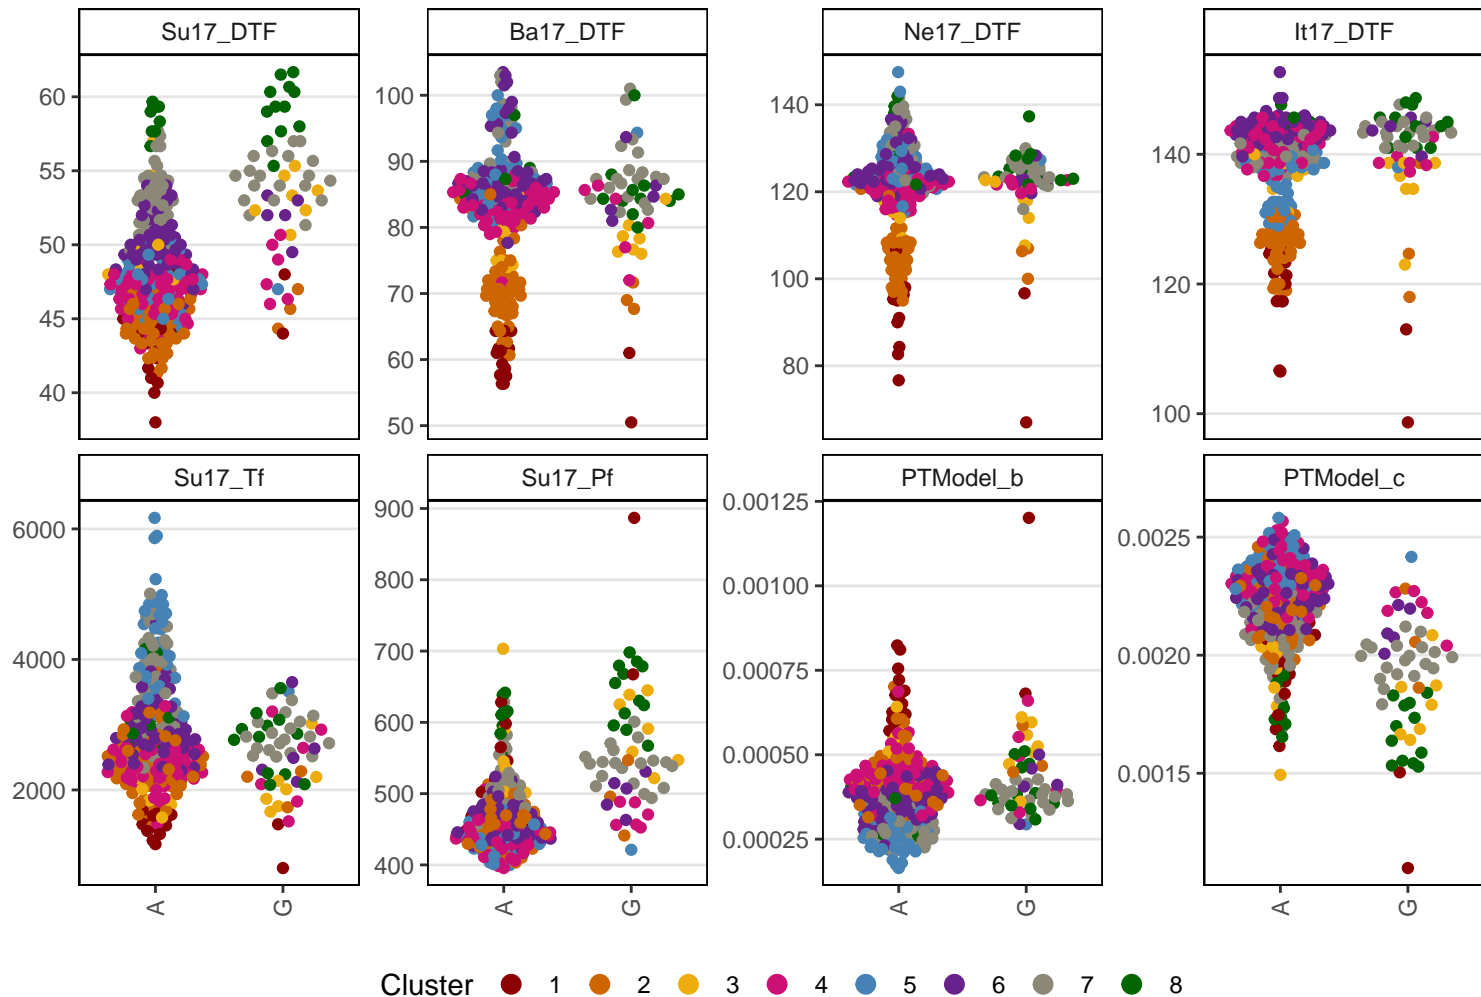 Su17_DTF
Ba17_DTF
Ne17_DTF
It17_DTF
60
55
50
45
40
100
90
80
70
60
50
140
120
100
80
140
120
100
Su17_Tf
Su17_Pf
PTModel_b
PTModel_c
6000
4000
2000
900
800
700
600
500
400
0.00125
0.00100
0.00075
0.00050
0.00025
0.0025
0.0020
0.0015
A G
A G
A G
A G
Cluster 1 2 3 4 5 6 7 8